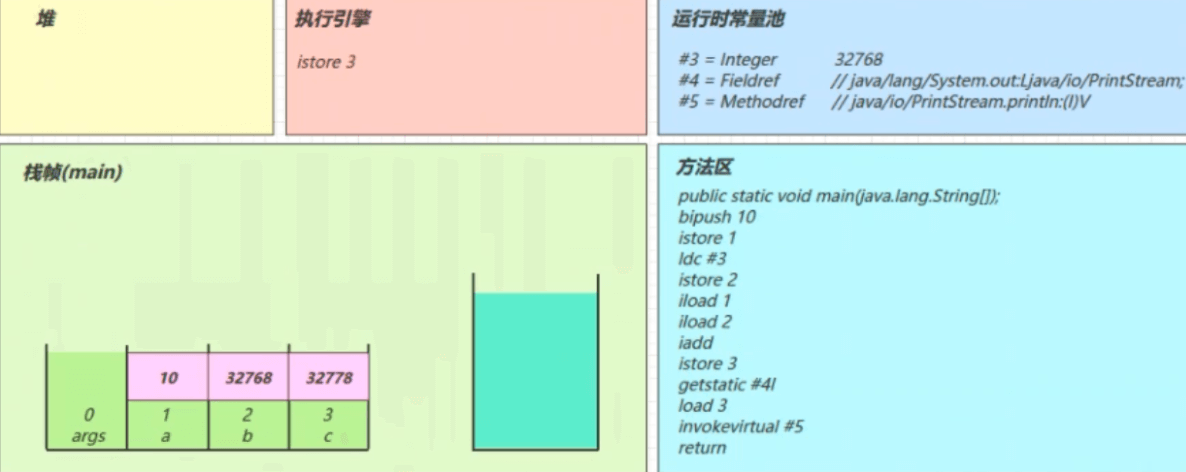 堆
执行引擎
istore 3
运行时常量池
#3 = Integer 32768
#4 = Fieldref // java/lang/System.out:Ljava/io/PrintStream;
#5 = Methodref // java/io/PrintStream.println:(I)V
栈帧(main)
10 32768 32778
0 1 2 3
args a b c
方法区
public static void main(java.lang.String[]);
bipush 10
istore 1
ldc #3
istore 2
iload 1
iload 2
iadd
istore 3
getstatic #4l
load 3
invokevirtual #5
return